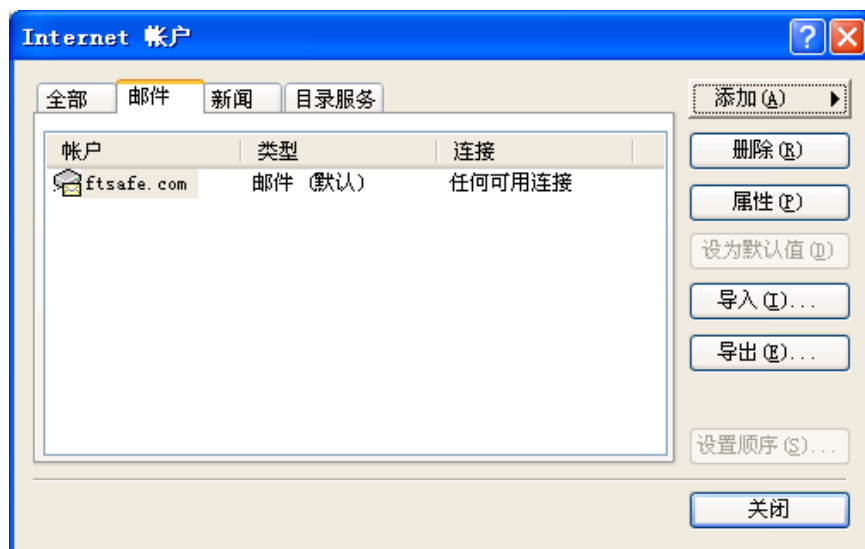 Internet 帐户
全部 邮件 新闻 目录服务
帐户 类型 连接
ftsafe.com 邮件 (默认) 任何可用连接
添加(A)
删除(R)
属性(P)
设为默认值(D)
导入(I)...
导出(E)...
设置顺序(S)...
关闭